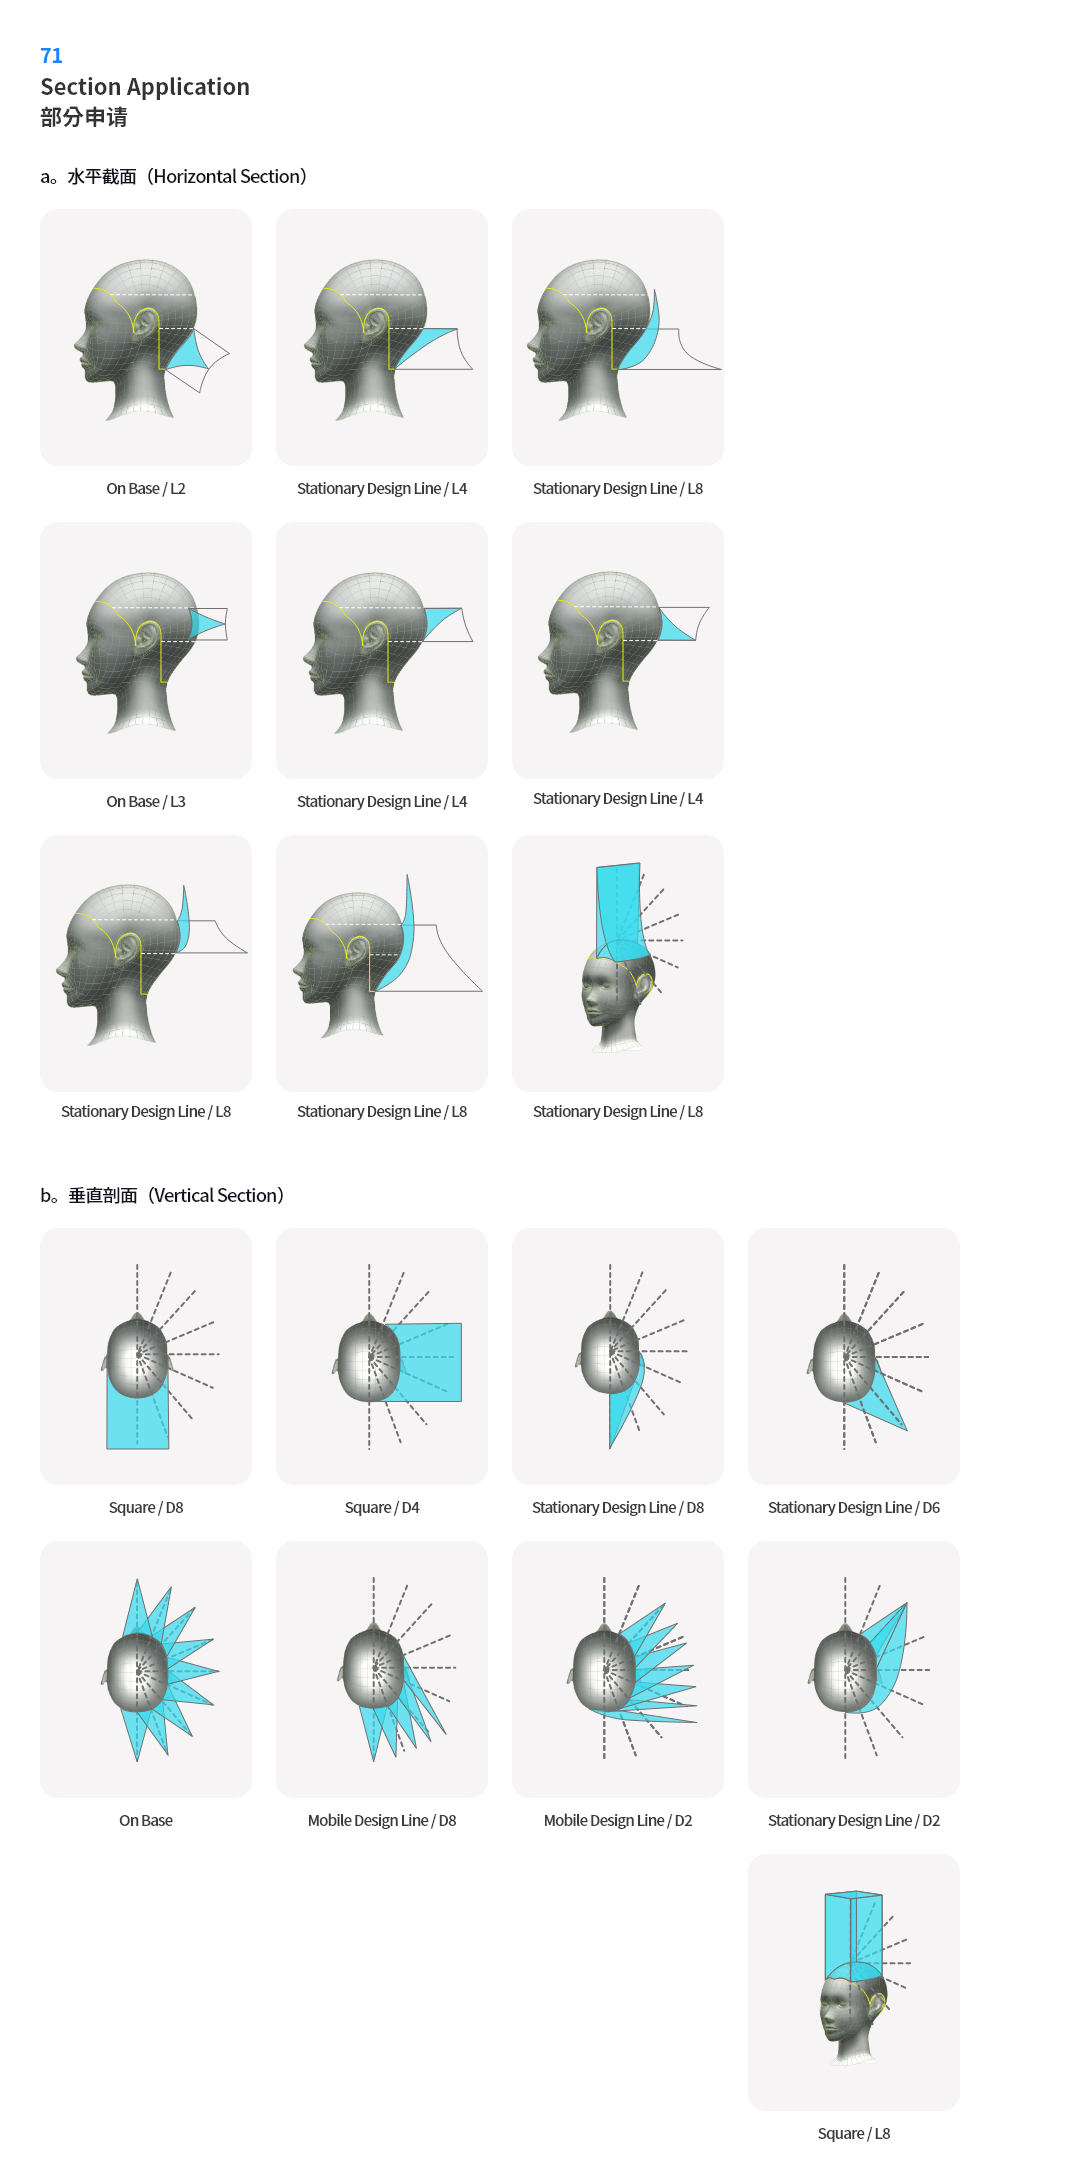 71
Section Application
部分申请
a。水平截面（Horizontal Section）
On Base / L2
Stationary Design Line / L4
Stationary Design Line / L8
On Base / L3
Stationary Design Line / L4
Stationary Design Line / L4
Stationary Design Line / L8
Stationary Design Line / L8
Stationary Design Line / L8
b。垂直剖面（Vertical Section）
Square / D8
Square / D4
Stationary Design Line / D8
Stationary Design Line / D6
On Base
Mobile Design Line / D8
Mobile Design Line / D2
Stationary Design Line / D2
Square / L8